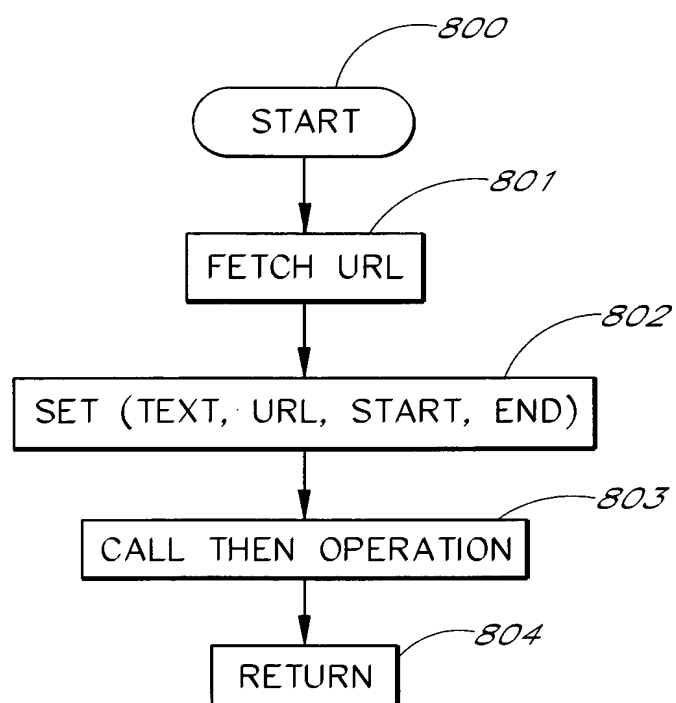 800
START
801
FETCH URL
802
SET (TEXT, URL, START, END)
803
CALL THEN OPERATION
804
RETURN